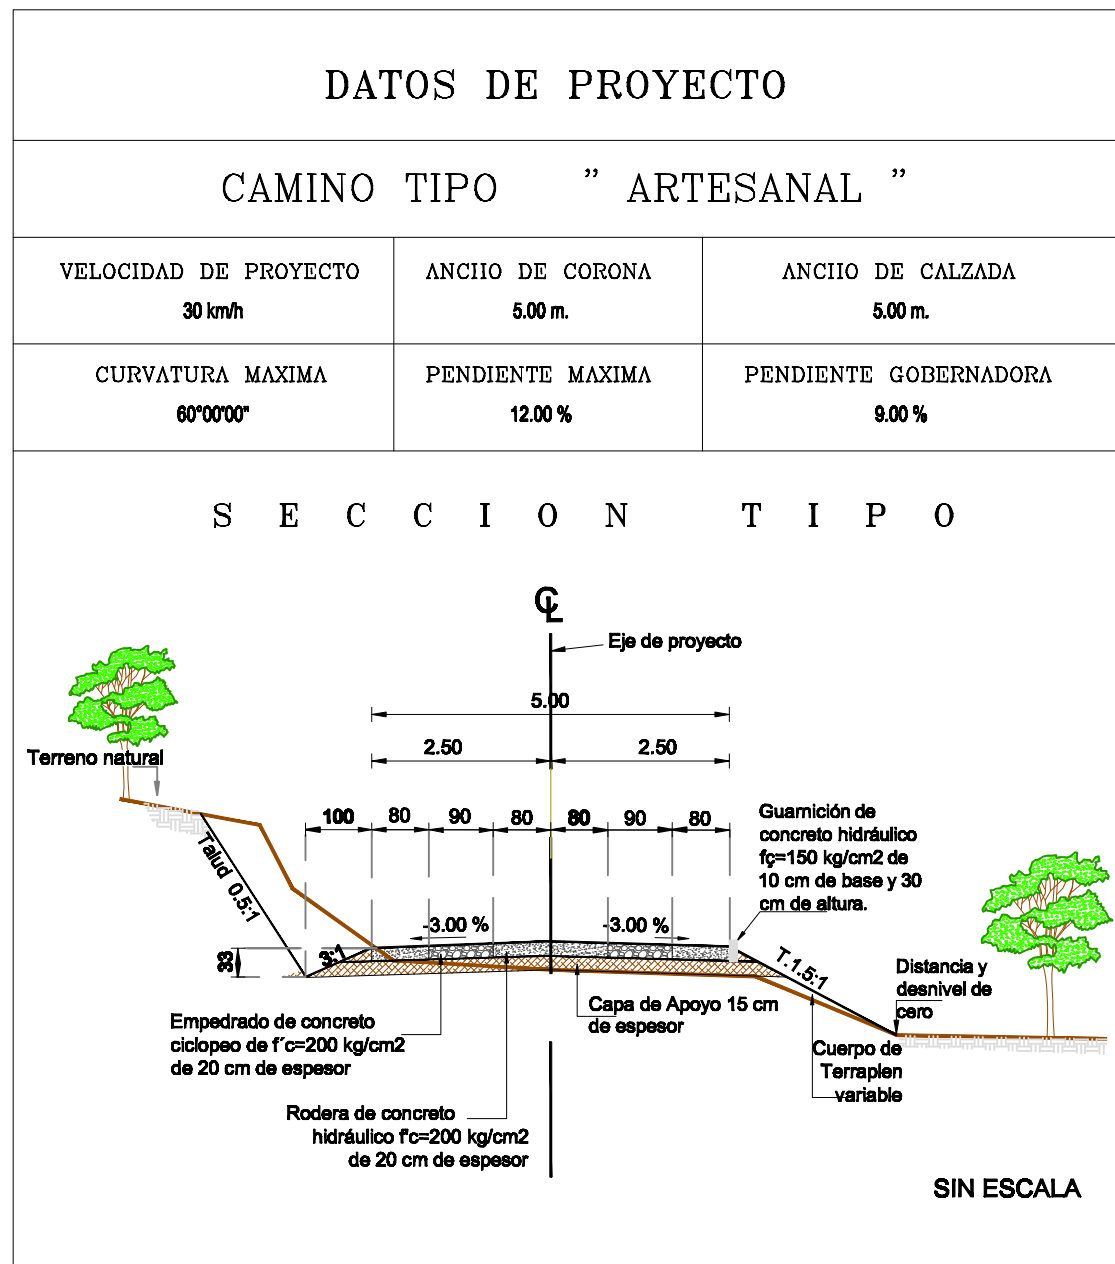 DATOS DE PROYECTO
CAMINO TIPO " ARTESANAL "
VELOCIDAD DE PROYECTO
30 km/h
ANCHO DE CORONA
5.00 m.
ANCHO DE CALZADA
5.00 m.
CURVATURA MAXIMA
60°00'00"
PENDIENTE MAXIMA
12.00 %
PENDIENTE GOBERNADORA
9.00 %
S E C C I O N T I P O
CL
Eje de proyecto
5.00
2.50 2.50
Terreno natural
100 80 90 80 80 90 80
Guarnición de
concreto hidráulico
fç=150 kg/cm2 de
10 cm de base y 30
cm de altura.
Talud 0.5:1
-3.00 % -3.00 %
33
3:1
T.1.5:1
Distancia y
desnivel de
cero
Capa de Apoyo 15 cm
de espesor
Empedrado de concreto
ciclopeo de f´c=200 kg/cm2
de 20 cm de espesor
Cuerpo de
Terraplen
variable
Rodera de concreto
hidráulico f'c=200 kg/cm2
de 20 cm de espesor
SIN ESCALA